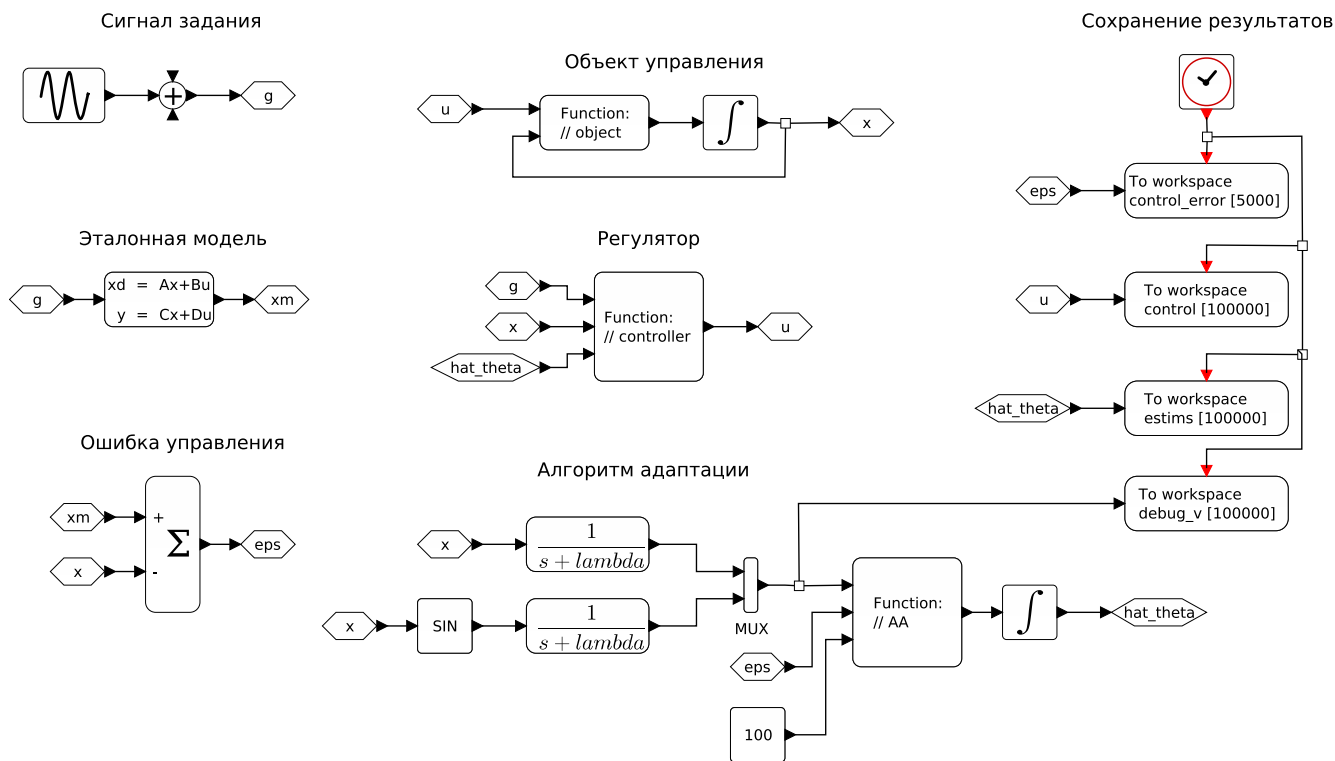 Сигнал задания
g
Объект управления
u
Function:
// object
∫
x
Сохранение результатов
eps
To workspace
control_error [5000]
u
To workspace
control [100000]
hat_theta
To workspace
estims [100000]
To workspace
debug_v [100000]
Эталонная модель
g
xd = Ax+Bu
y = Cx+Du
xm
Регулятор
g
x
hat_theta
Function:
// controller
u
Ошибка управления
xm
x
+
-
Σ
eps
Алгоритм адаптации
x
1
s + lambda
x
SIN
1
s + lambda
MUX
eps
100
Function:
// AA
∫
hat_theta